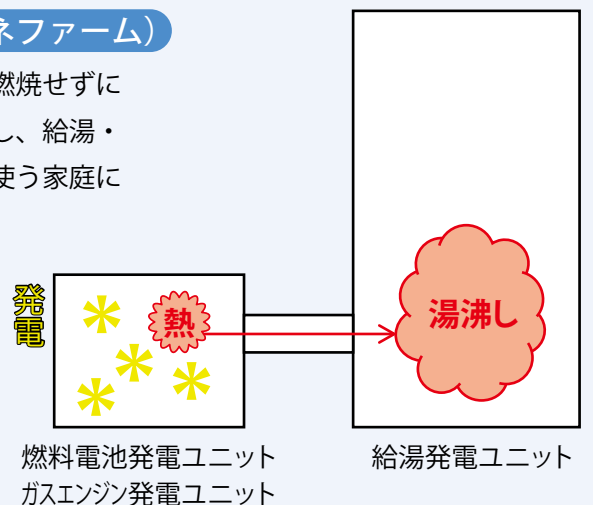 ネファーム）
燃焼せずに
し、給湯・
使う家庭に
発電
熱
湯沸し
燃料電池発電ユニット
ガスエンジン発電ユニット
給湯発電ユニット